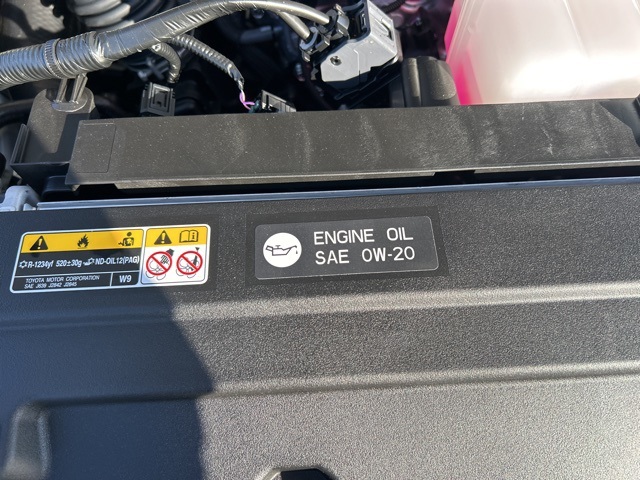 R-1234yf 520±30g ND-OIL12(PAG)
TOYOTA MOTOR CORPORATION
SAE J639 J2842 J2845
W9
ENGINE OIL
SAE 0W-20